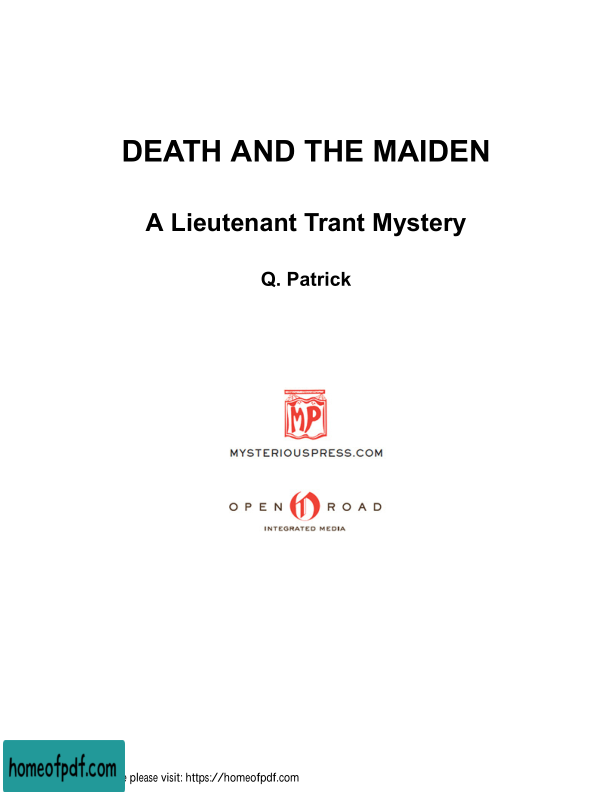 DEATH AND THE MAIDEN
A Lieutenant Trant Mystery
Q. Patrick
MP
MYSTERIOUSPRESS.COM
OPEN ROAD
INTEGRATED MEDIA
homeofpdf.com
please visit: https://homeofpdf.com